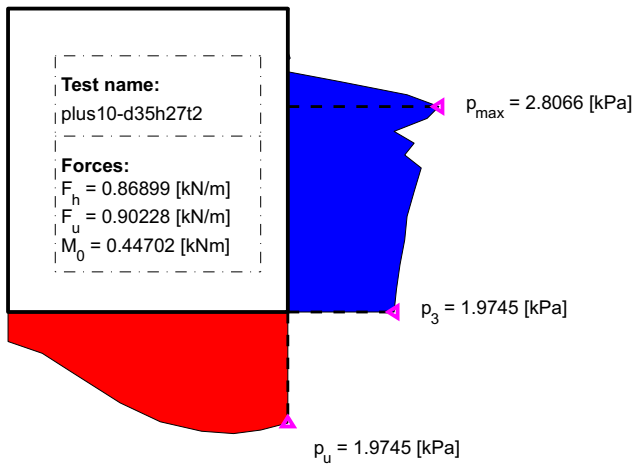 Test name:
plus10-d35h27t2
Forces:
F_h = 0.86899 [kN/m]
F_u = 0.90228 [kN/m]
M_0 = 0.44702 [kNm]
p_max = 2.8066 [kPa]
p_3 = 1.9745 [kPa]
p_u = 1.9745 [kPa]